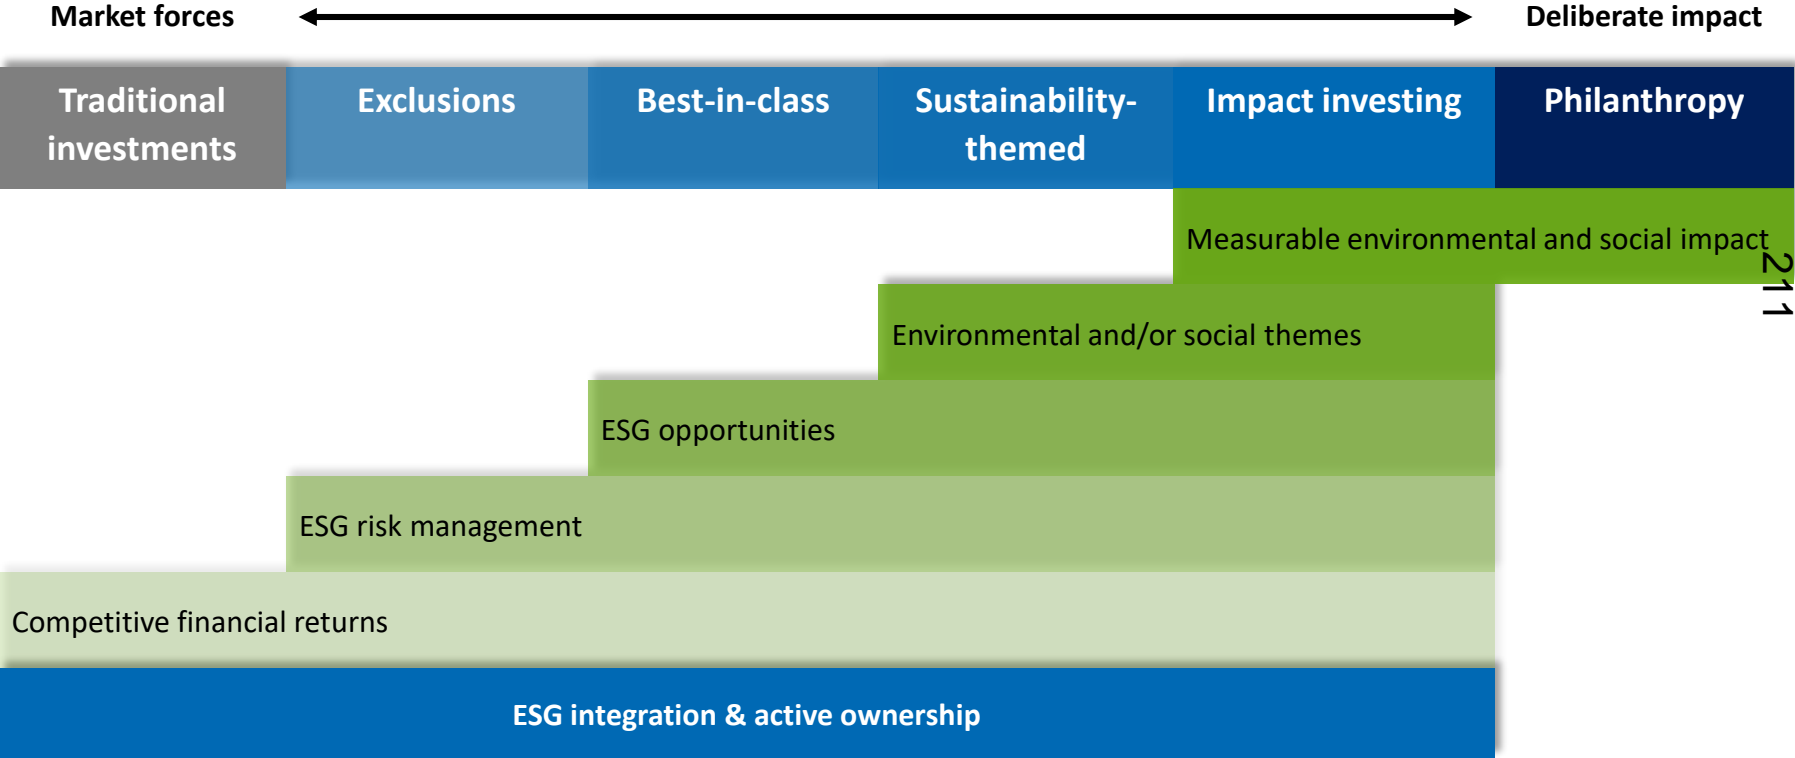 Market forces
Deliberate impact
Traditional
investments
Exclusions
Best-in-class
Sustainability-
themed
Impact investing
Philanthropy
Measurable environmental and social impact
211
Environmental and/or social themes
ESG opportunities
ESG risk management
Competitive financial returns
ESG integration & active ownership